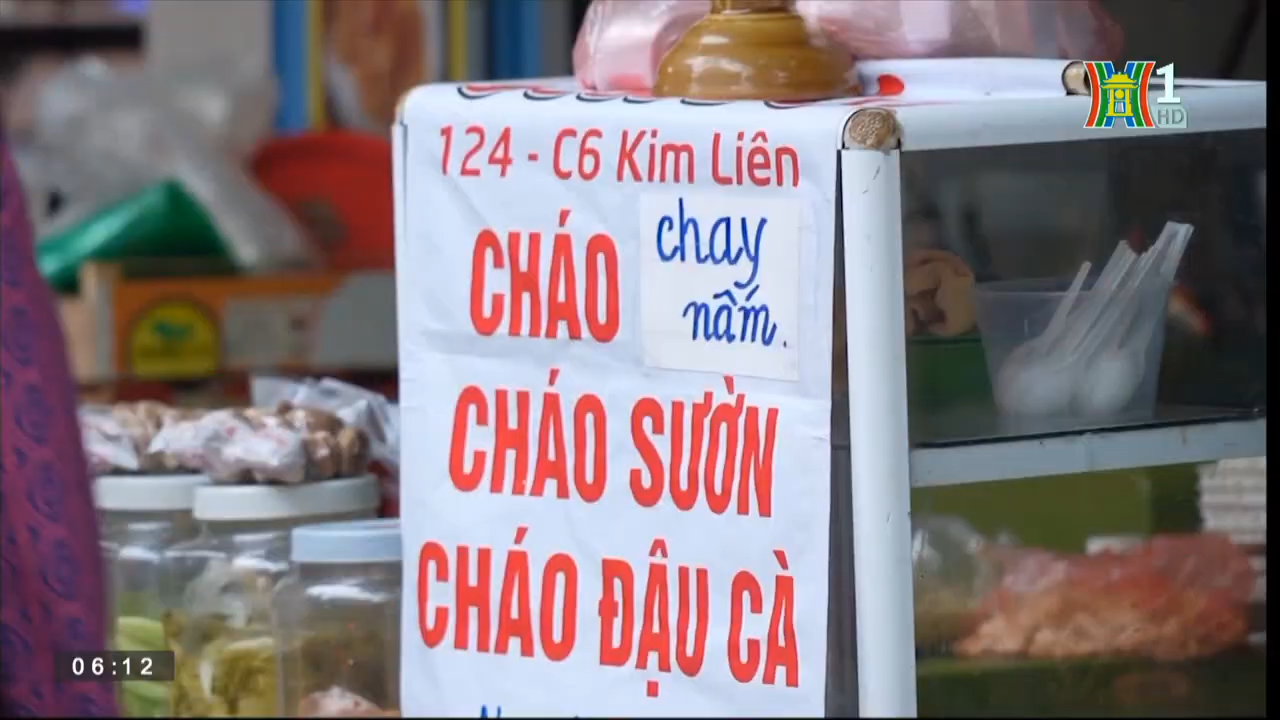 1
HD
124 - C6 Kim Liên
CHÁO chay
nấm.
CHÁO SƯỜN
CHÁO ĐẬU CÀ
06:12